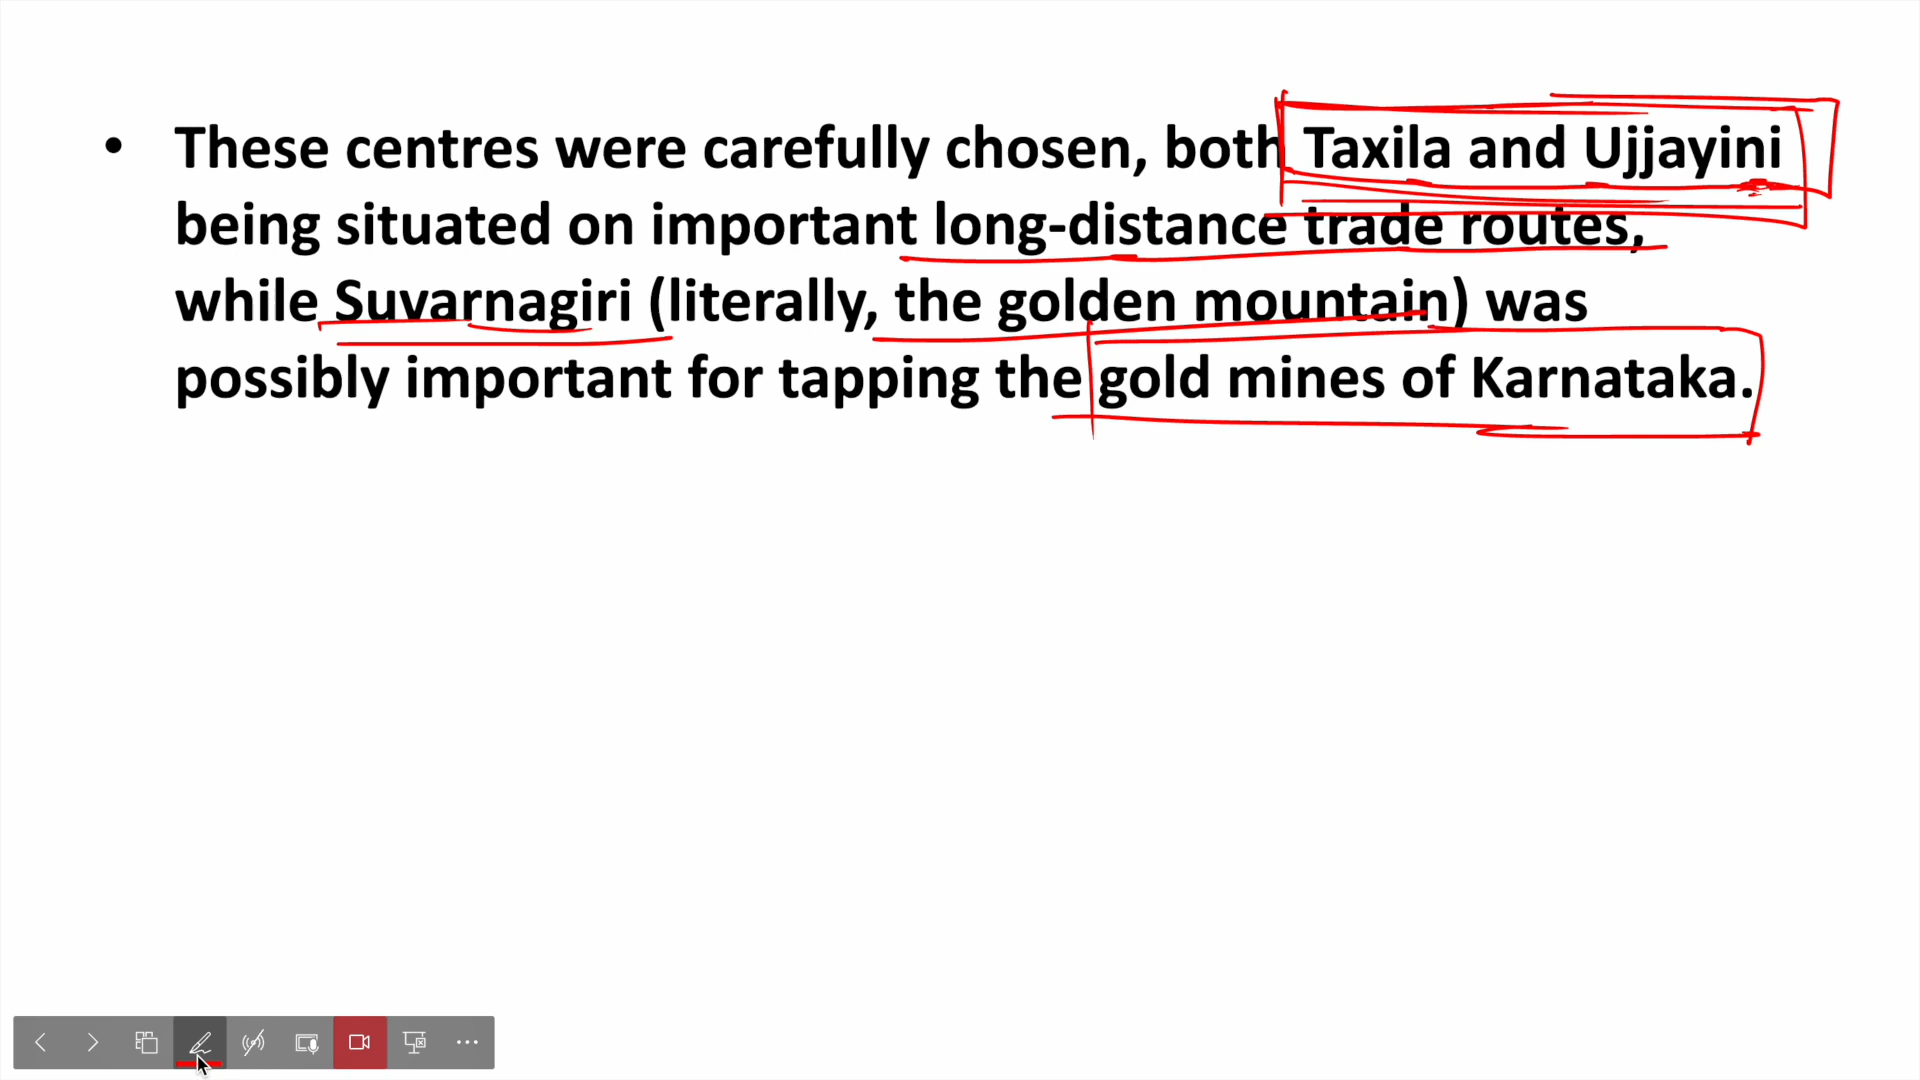 • These centres were carefully chosen, both Taxila and Ujjayini
being situated on important long-distance trade routes,
while Suvarnagiri (literally, the golden mountain) was
possibly important for tapping the gold mines of Karnataka.